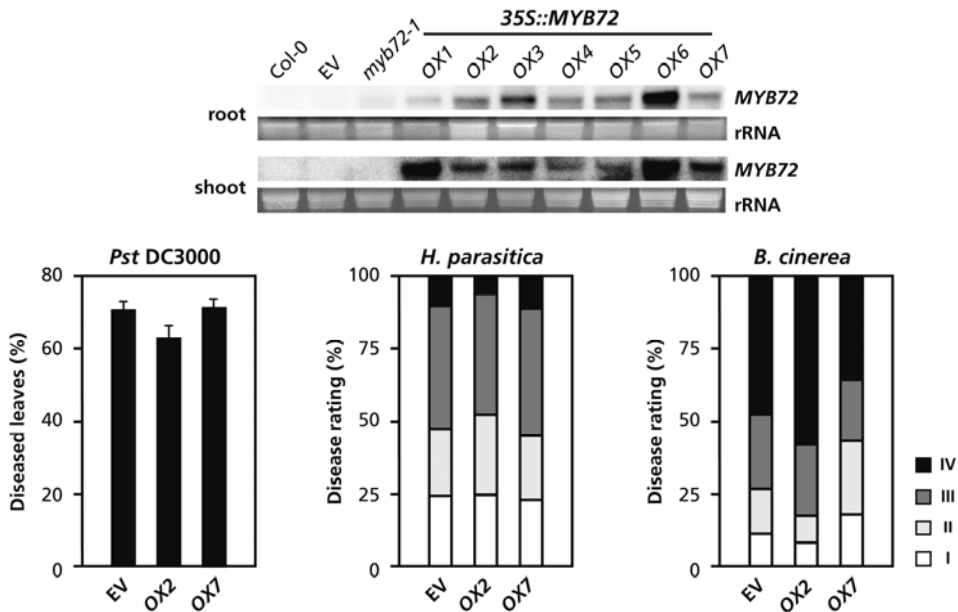 35S::MYB72
Col-0 EV myb72-1 OX1 OX2 OX3 OX4 OX5 OX6 OX7
root MYB72
rRNA
shoot MYB72
rRNA
Pst DC3000
Diseased leaves (%)
80
60
40
20
0
EV OX2 OX7
H. parasitica
Disease rating (%)
100
75
50
25
0
EV OX2 OX7
B. cinerea
Disease rating (%)
100
75
50
25
0
EV OX2 OX7
IV
III
II
I